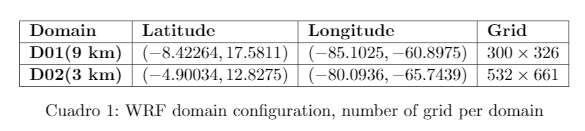 Domain Latitude Longitude Grid
D01(9 km) (−8.42264, 17.5811) (−85.1025, −60.8975) 300 × 326
D02(3 km) (−4.90034, 12.8275) (−80.0936, −65.7439) 532 × 661
Cuadro 1: WRF domain configuration, number of grid per domain